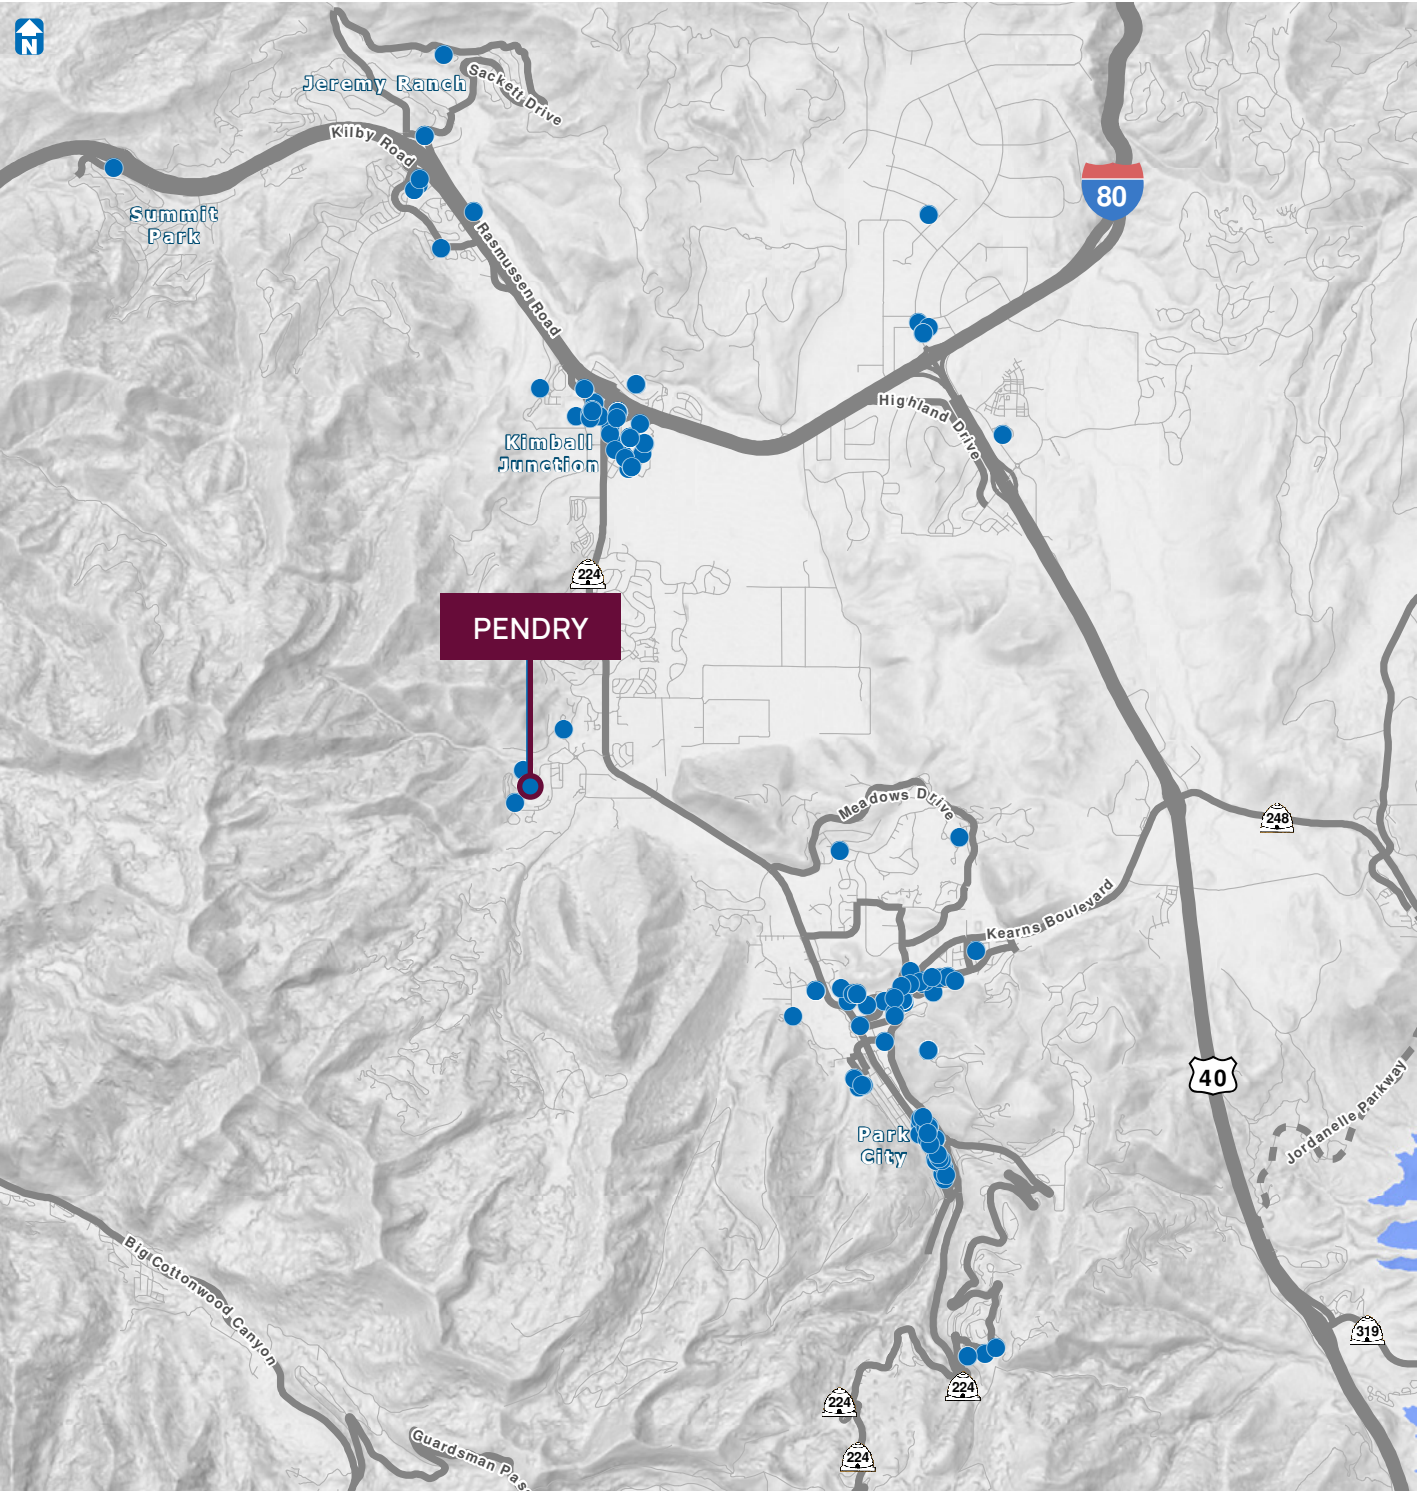 N
Jeremy Ranch
Sackett Drive
Kilby Road
80
Summit
Park
Rasmussen Road
Highland Drive
Kimball
Junction
224
PENDRY
Meadows Drive
248
Kearns Boulevard
40
Jordanelle Parkway
Park
City
Big Cottonwood Canyon
319
224
224
Guardsman Pass
224